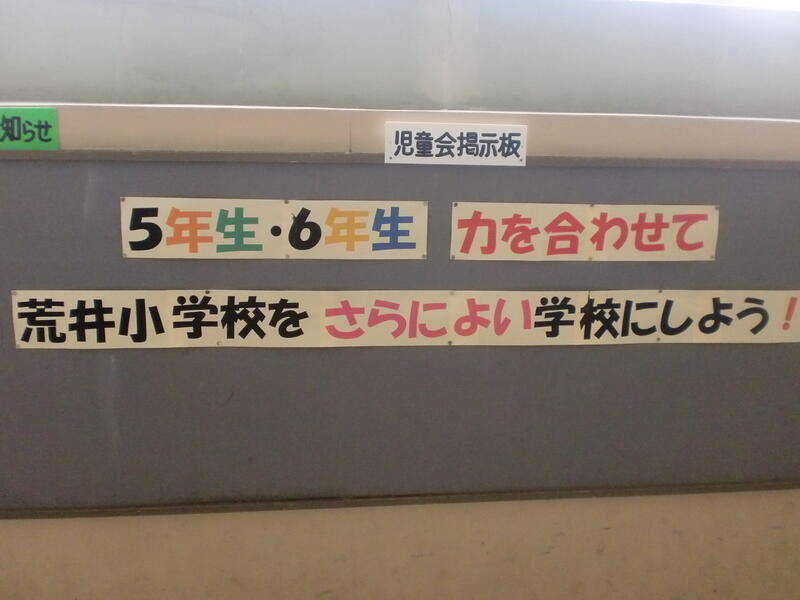 知らせ
児童会掲示板
5年生・6年生 力を合わせて
荒井小学校を さらによい学校にしよう!